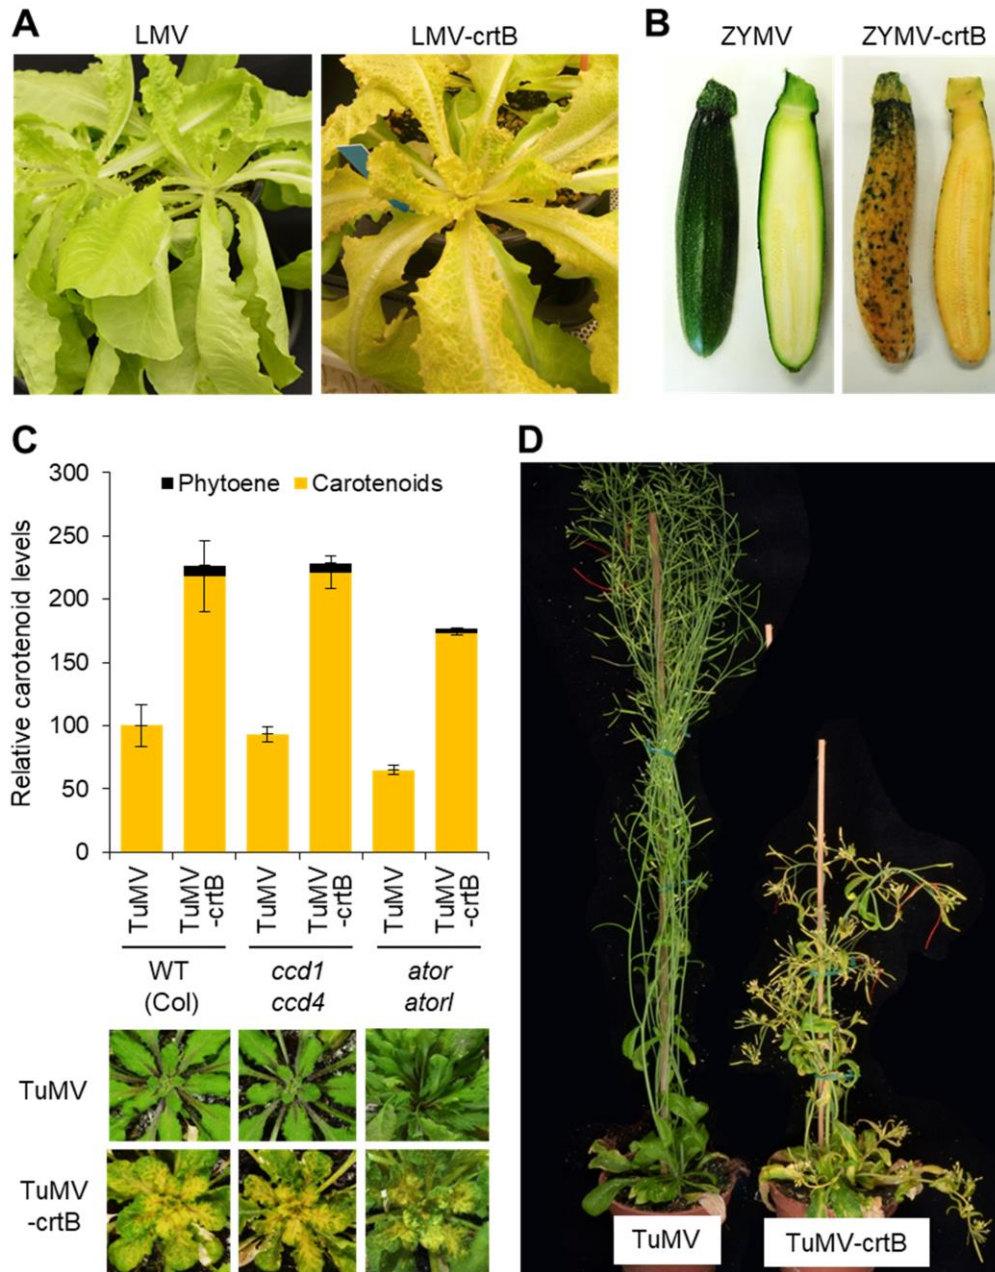 A
LMV
LMV-crtB
B
ZYMV
ZYMV-crtB
C
300
250
200
150
100
50
0
Relative carotenoid levels
Phytoene
Carotenoids
TuMV
TuMV
-crtB
TuMV
TuMV
-crtB
TuMV
TuMV
-crtB
WT
(Col)
ccd1
ccd4
ator
atorl
TuMV
TuMV
-crtB
D
TuMV
TuMV-crtB